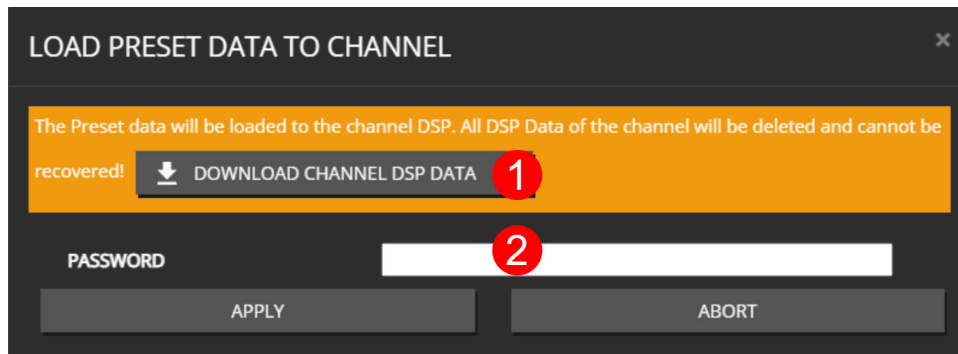 LOAD PRESET DATA TO CHANNEL ×
The Preset data will be loaded to the channel DSP. All DSP Data of the channel will be deleted and cannot be
recovered! DOWNLOAD CHANNEL DSP DATA 1
PASSWORD 2
APPLY ABORT